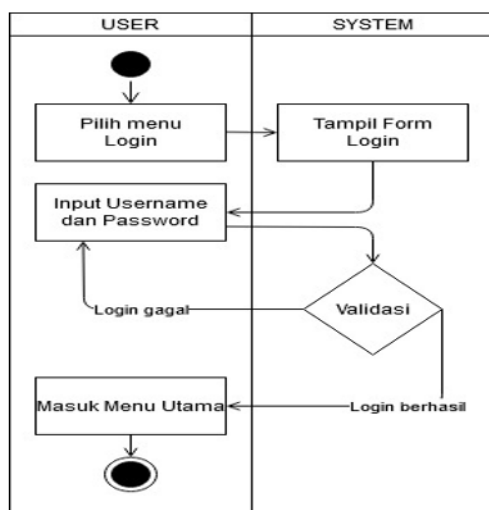 USER
SYSTEM
Pilih menu
Login
Tampil Form
Login
Input Username
dan Password
Validasi
Login gagal
Login berhasil
Masuk Menu Utama